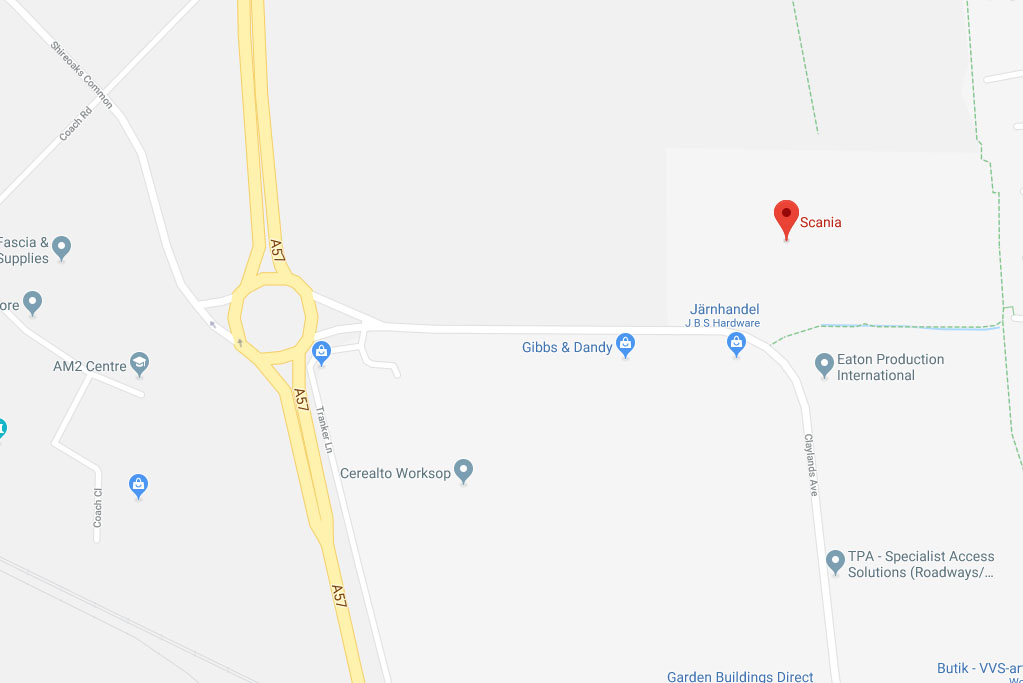 Shireoaks Common
Coach Rd
A57
Scania
Fascia &
Supplies
ore
Järnhandel
J B S Hardware
Gibbs & Dandy
AM2 Centre
Eaton Production
International
A57
Tranker Ln
Cerealto Worksop
Claylands Ave
Coach Cl
TPA - Specialist Access
Solutions (Roadways/...
A57
Garden Buildings Direct
Butik - VVS-ar